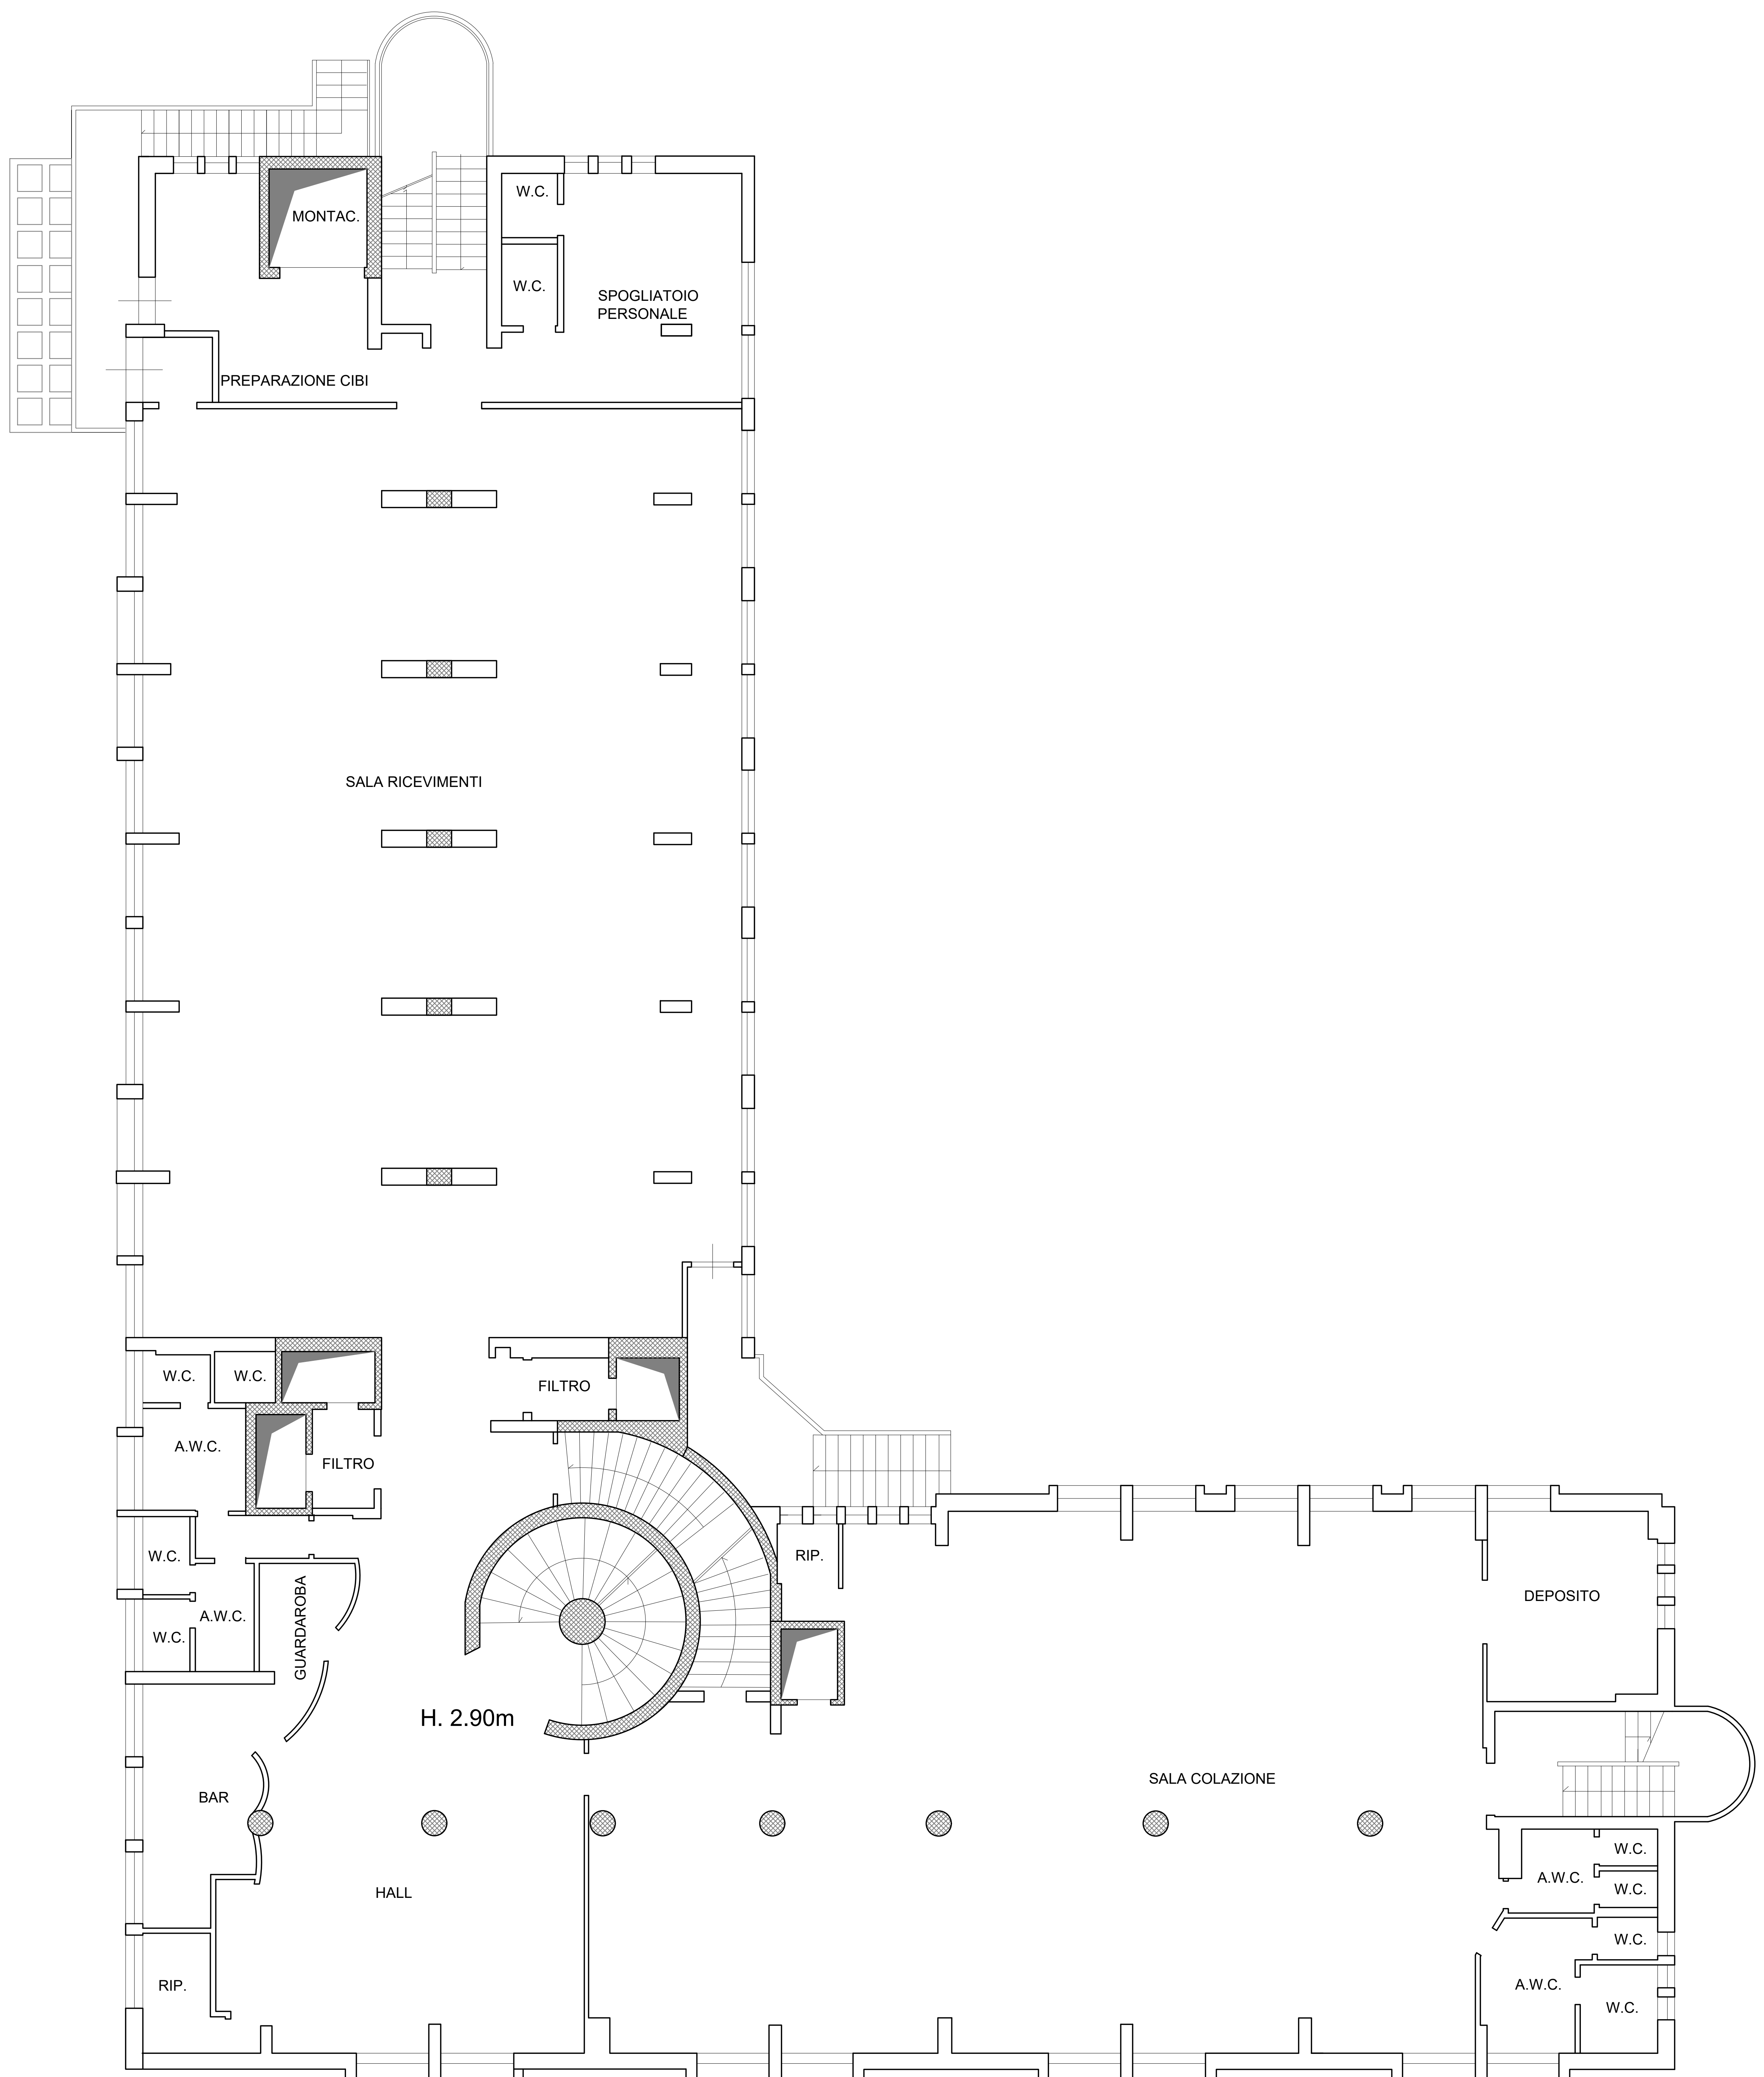 W.C.
MONTAC.
W.C.
SPOGLIATOIO
PERSONALE
PREPARAZIONE CIBI
SALA RICEVIMENTI
W.C.
W.C.
FILTRO
A.W.C.
FILTRO
W.C.
RIP.
GUARDAROBA
DEPOSITO
A.W.C.
W.C.
H. 2.90m
SALA COLAZIONE
BAR
W.C.
A.W.C.
HALL
W.C.
W.C.
RIP.
A.W.C.
W.C.